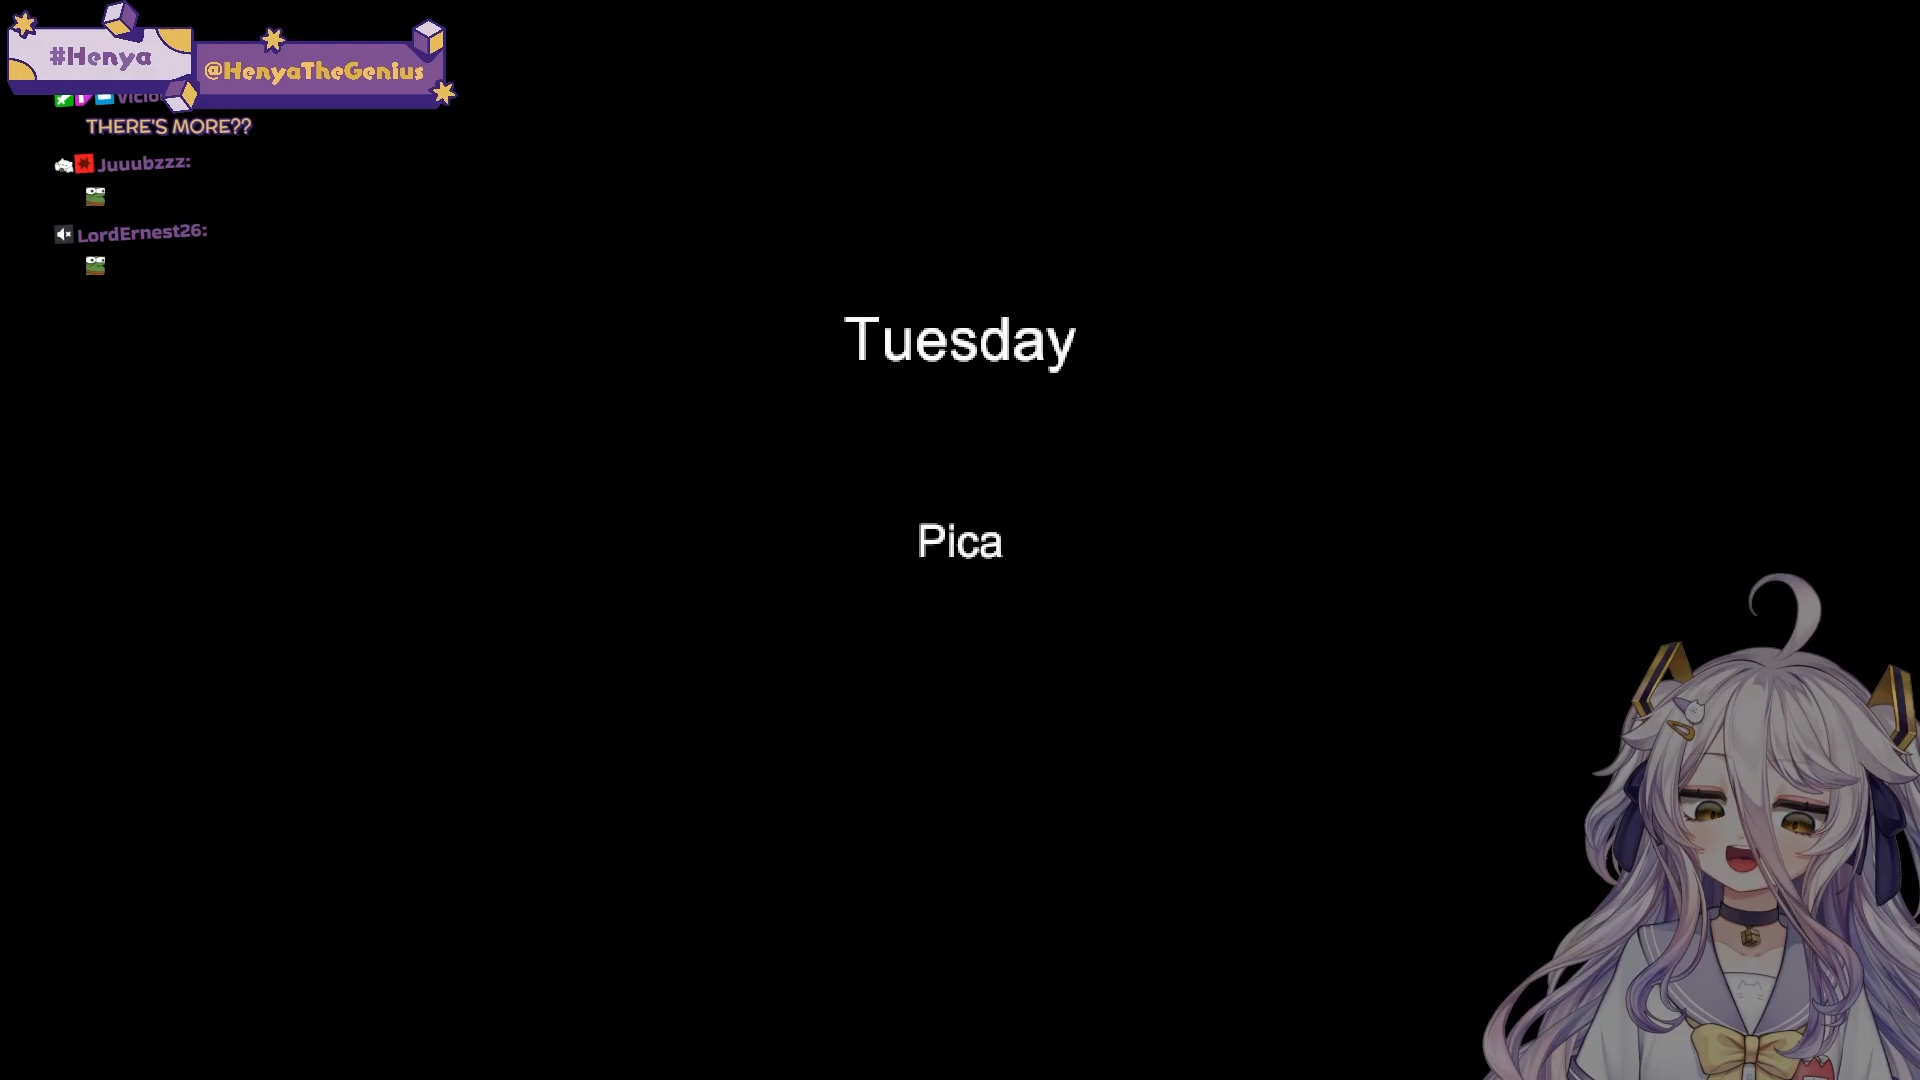 #Henya
@HenyaTheGenius
THERE'S MORE??
Juuubzzz:
LordErnest26:
Tuesday
Pica